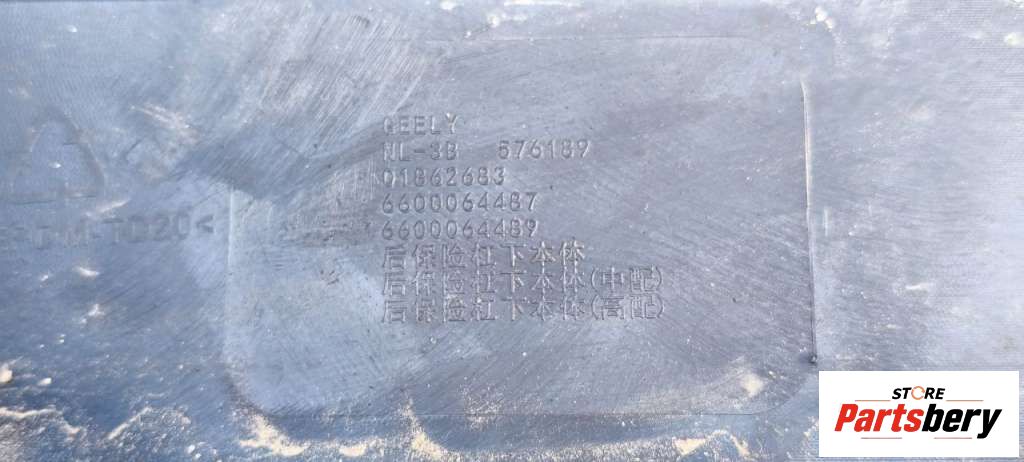 GEELY
NL-3B 576189
01862683
6600064487
6600064489
后保险杠下本体
后保险杠下本体(中配)
后保险杠下本体(高配)
TD20<
STORE
Partsbery